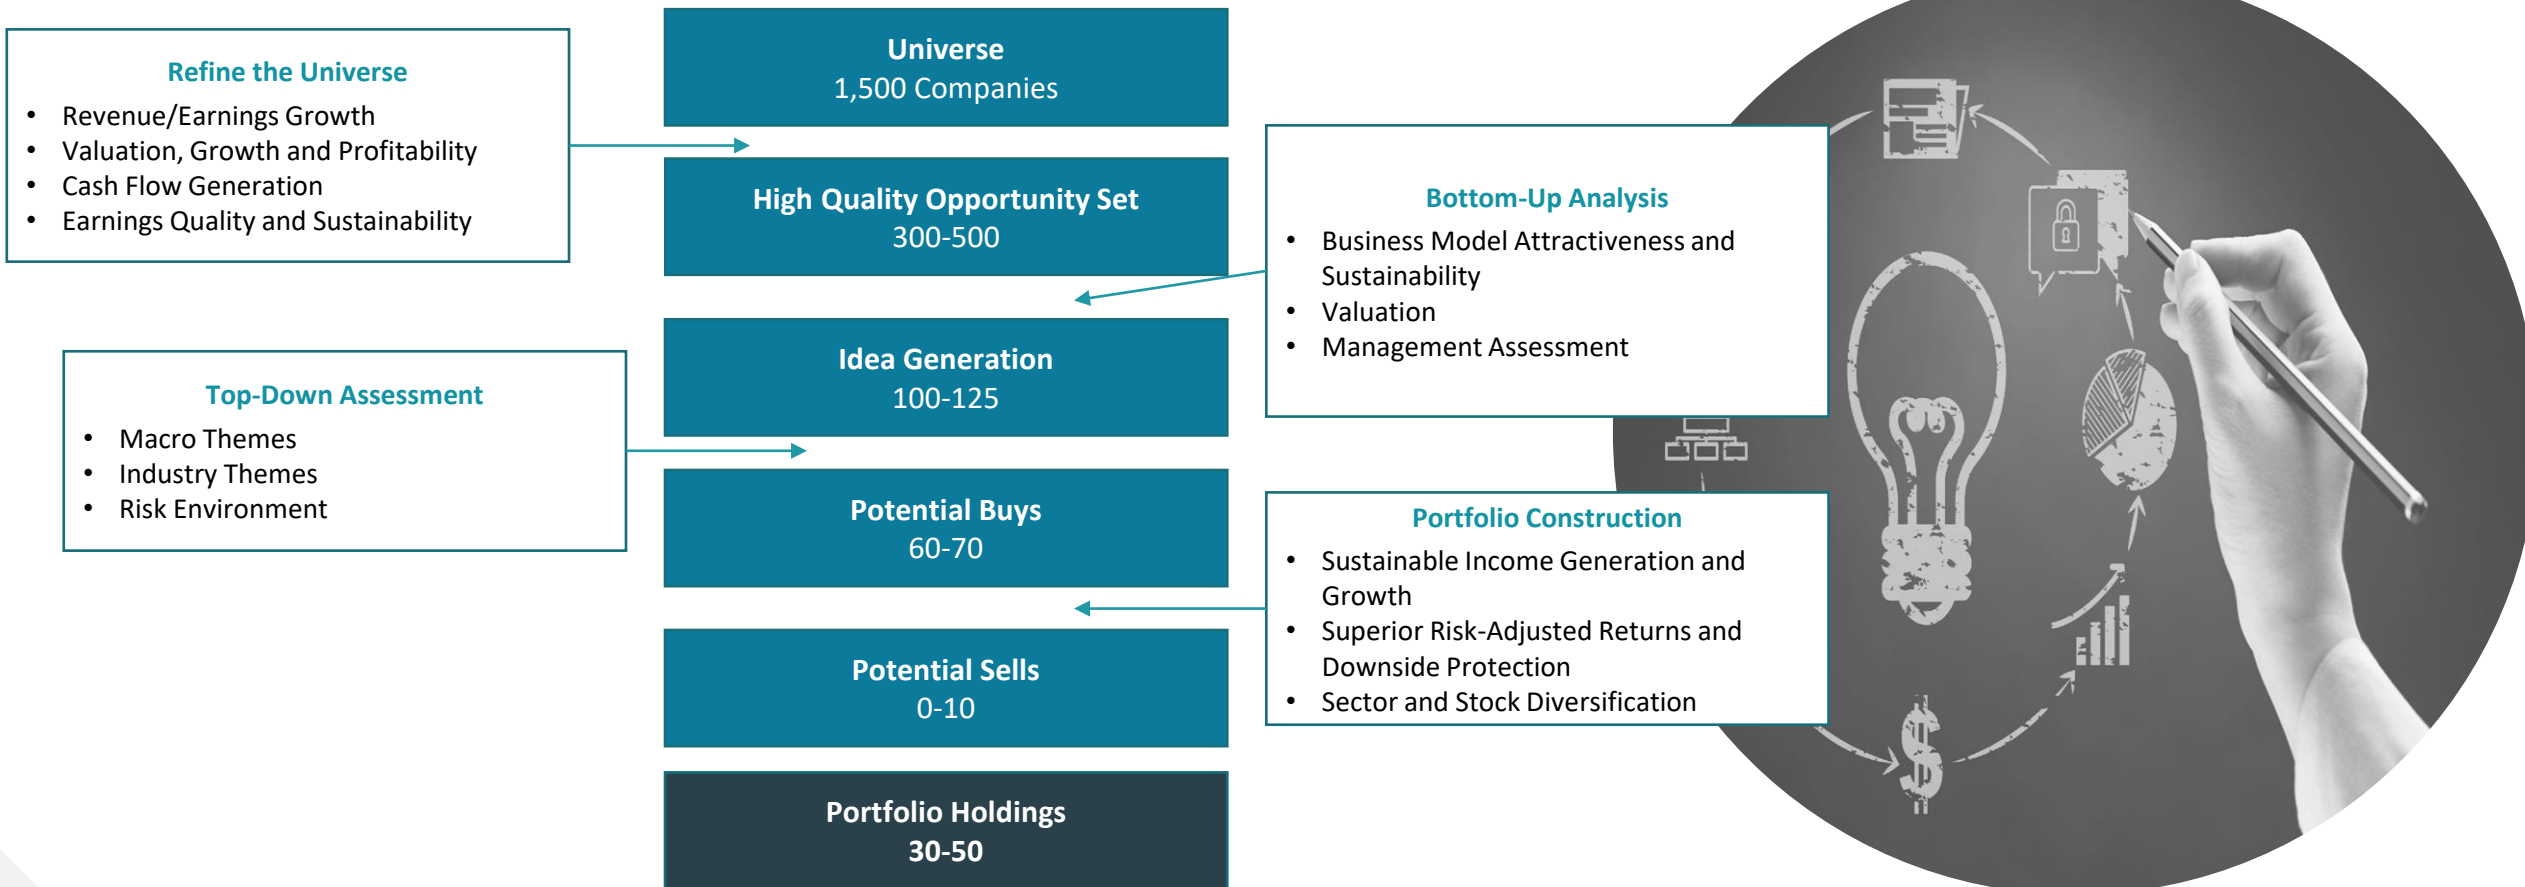 Universe
1,500 Companies
Refine the Universe
• Revenue/Earnings Growth
• Valuation, Growth and Profitability
• Cash Flow Generation
• Earnings Quality and Sustainability
High Quality Opportunity Set
300-500
Bottom-Up Analysis
• Business Model Attractiveness and
Sustainability
• Valuation
• Management Assessment
Idea Generation
100-125
Top-Down Assessment
• Macro Themes
• Industry Themes
• Risk Environment
Potential Buys
60-70
Portfolio Construction
• Sustainable Income Generation and
Growth
• Superior Risk-Adjusted Returns and
Downside Protection
• Sector and Stock Diversification
Potential Sells
0-10
$
Portfolio Holdings
30-50